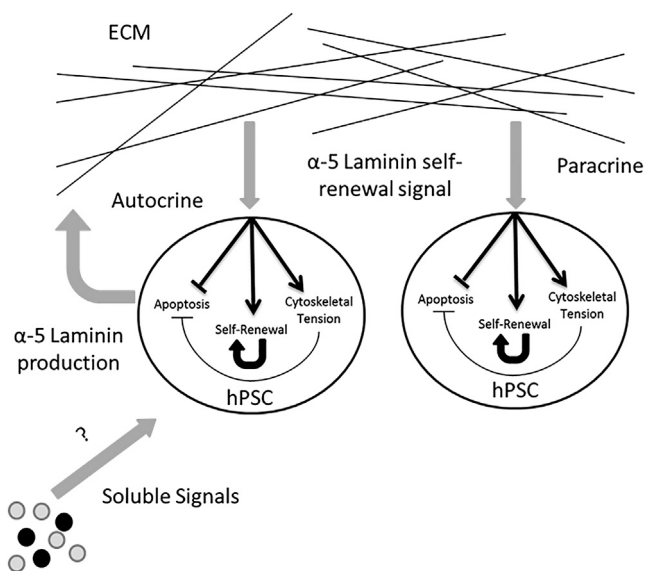 ECM
α-5 Laminin self-
renewal signal
Paracrine
Autocrine
Apoptosis
Cytoskeletal
Tension
Self-Renewal
hPSC
Apoptosis
Cytoskeletal
Tension
Self-Renewal
hPSC
α-5 Laminin
production
?
Soluble Signals